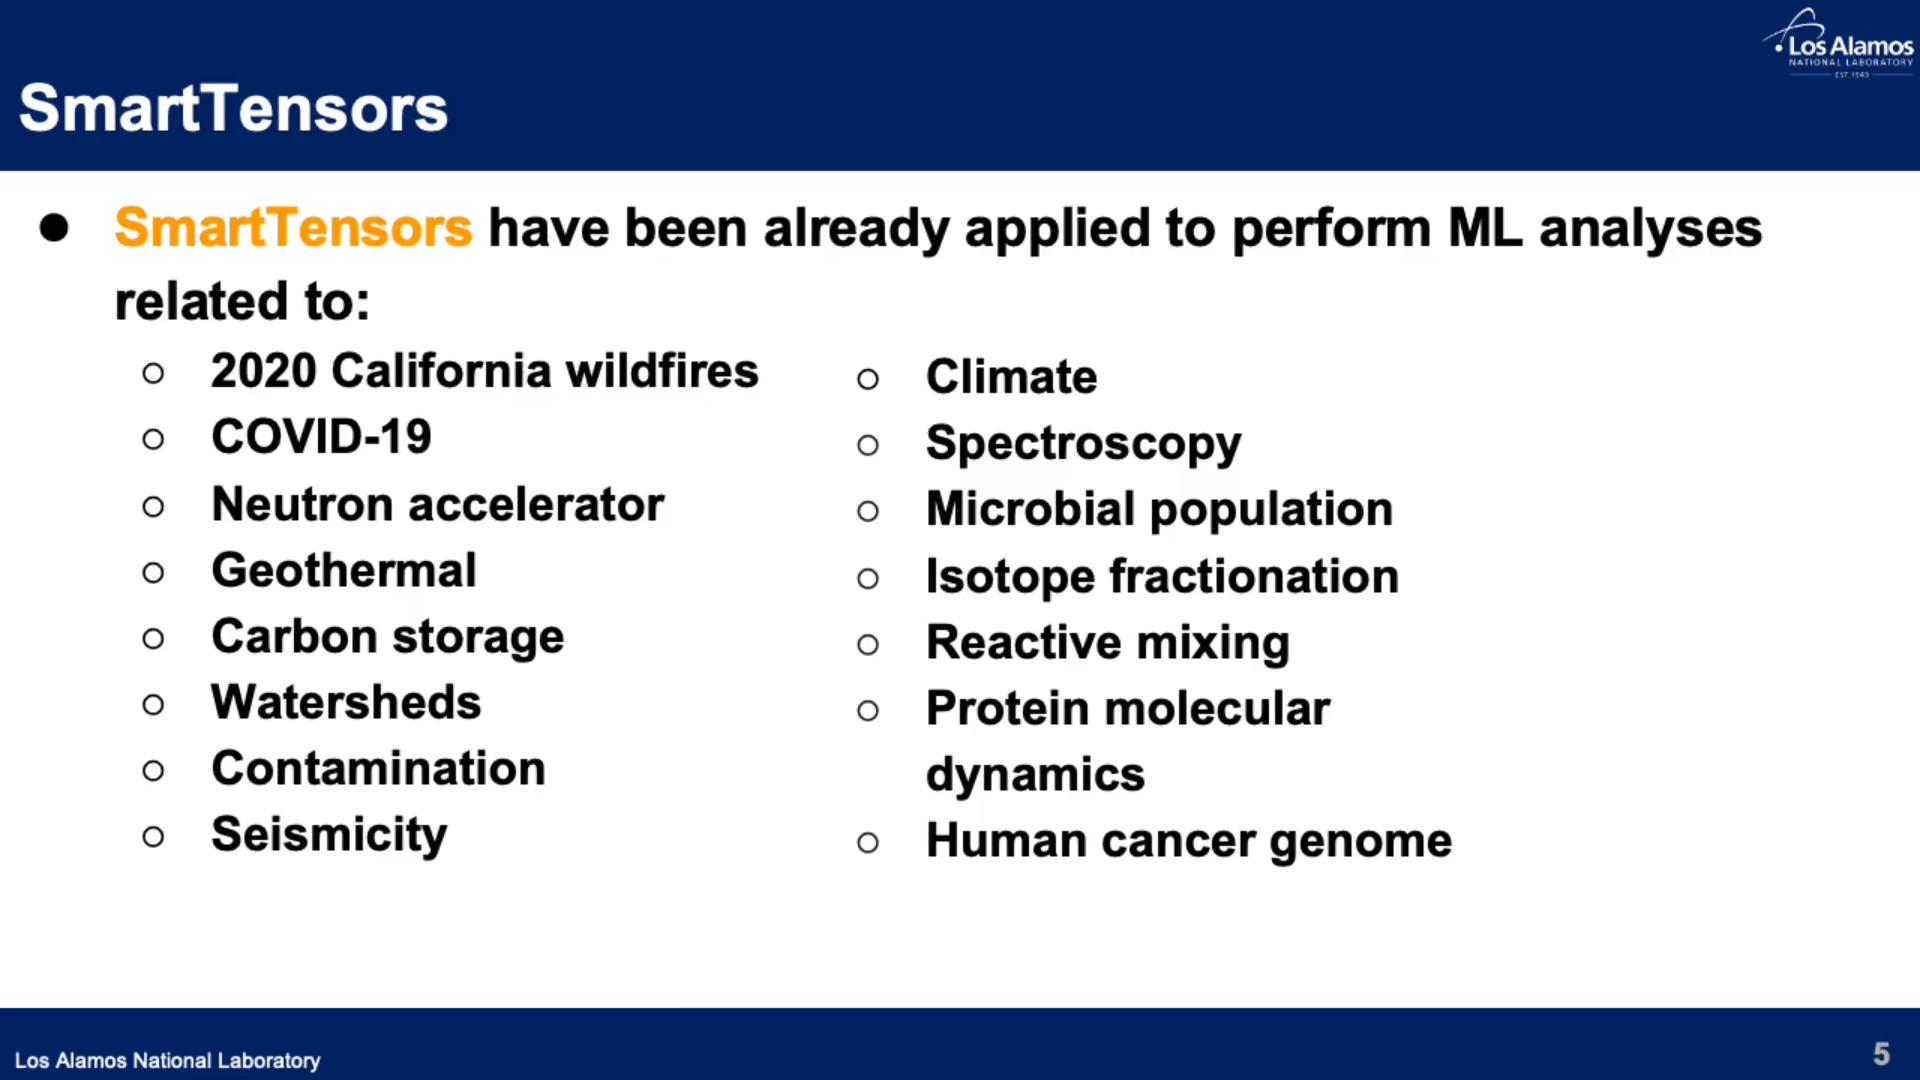 Los Alamos
NATIONAL LABORATORY
EST. 1943
SmartTensors
● SmartTensors have been already applied to perform ML analyses
related to:
○ 2020 California wildfires
○ COVID-19
○ Neutron accelerator
○ Geothermal
○ Carbon storage
○ Watersheds
○ Contamination
○ Seismicity
○ Climate
○ Spectroscopy
○ Microbial population
○ Isotope fractionation
○ Reactive mixing
○ Protein molecular
dynamics
○ Human cancer genome
Los Alamos National Laboratory
5